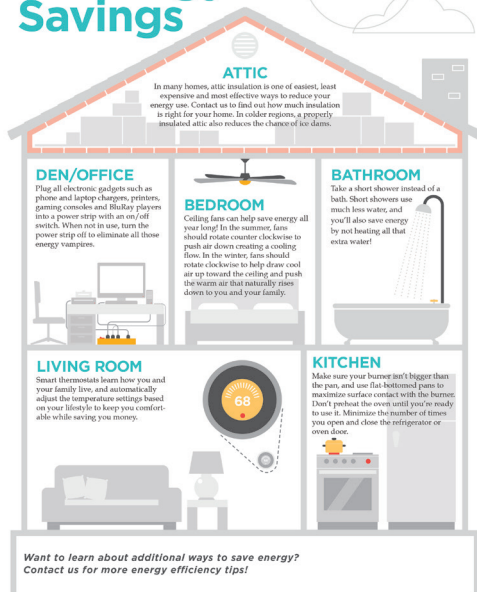 Savings
ATTIC
In many homes, attic insulation is one of easiest, least
expensive and most effective ways to reduce your
energy use. Contact us to find out how much insulation
is right for your home. In colder regions, a properly
insulated attic also reduces the chance of ice dams.
DEN/OFFICE
Plug all electronic gadgets such as
phone and laptop chargers, printers,
gaming consoles and BluRay players
into a power strip with an on/off
switch. When not in use, turn the
power strip off to eliminate all those
energy vampires.
BEDROOM
Ceiling fans can help save energy all
year long! In the summer, fans
should rotate counter clockwise to
push air down creating a cooling
flow. In the winter, fans should
rotate clockwise to help draw cool
air up toward the ceiling and push
the warm air that naturally rises
down to you and your family.
BATHROOM
Take a short shower instead of a
bath. Short showers use
much less water, and
you'll also save energy
by not heating all that
extra water!
LIVING ROOM
Smart thermostats learn how you and
your family live, and automatically
adjust the temperature settings based
on your lifestyle to keep you comfort-
able while saving you money.
68
KITCHEN
Make sure your burner isn't bigger than
the pan, and use flat-bottomed pans to
maximize surface contact with the burner.
Don't preheat the oven until you're ready
to use it. Minimize the number of times
you open and close the refrigerator or
oven door.
Want to learn about additional ways to save energy?
Contact us for more energy efficiency tips!